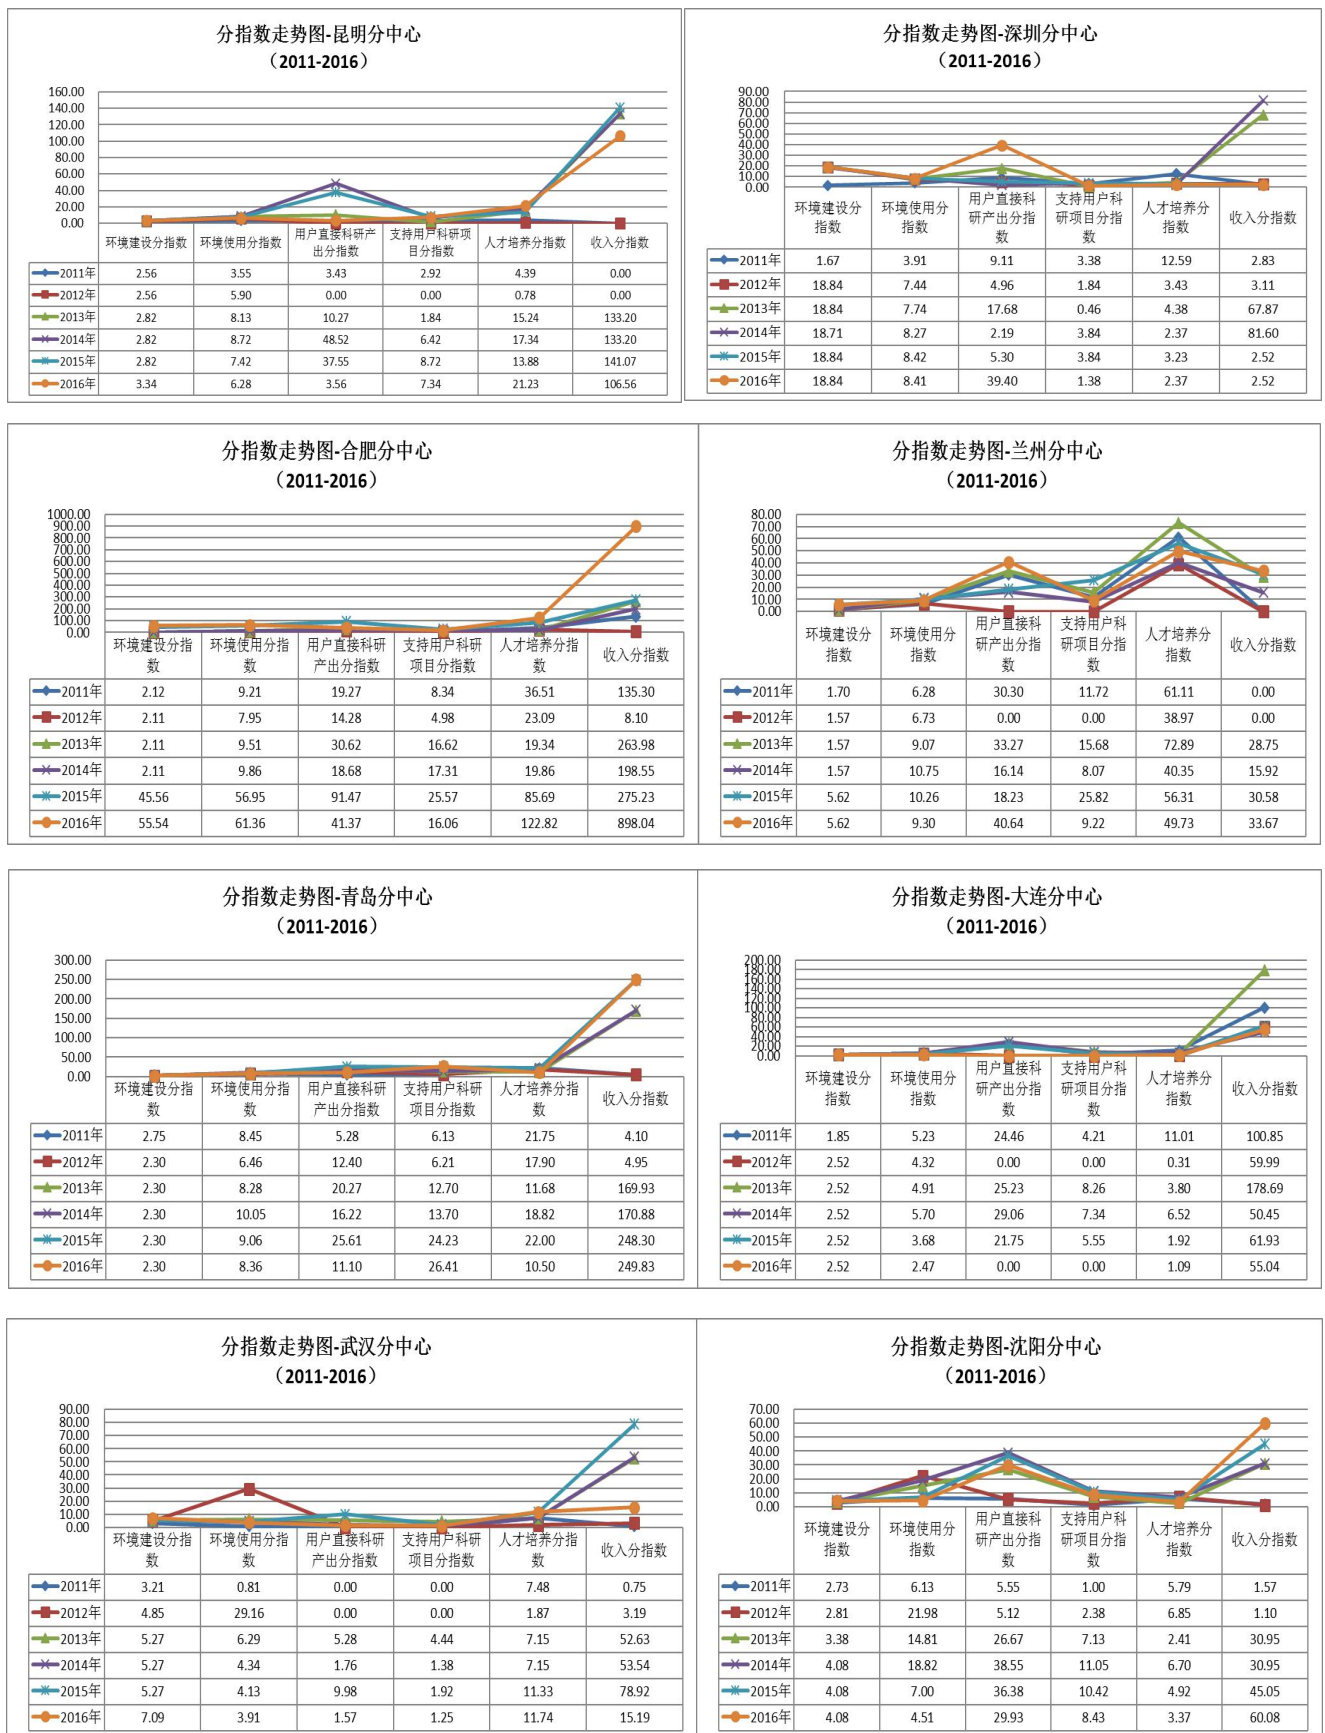 分指数走势图-昆明分中心
（2011-2016）
160.00
140.00
120.00
100.00
80.00
60.00
40.00
20.00
0.00
环境建设分指数 环境使用分指数 用户直接科研产 支持用户科研项 人才培养分指数 收入分指数
出分指数 目分指数
2011年 2.56 3.55 3.43 2.92 4.39 0.00
2012年 2.56 5.90 0.00 0.00 0.78 0.00
2013年 2.82 8.13 10.27 1.84 15.24 133.20
2014年 2.82 8.72 48.52 6.42 17.34 133.20
2015年 2.82 7.42 37.55 8.72 13.88 141.07
2016年 3.34 6.28 3.56 7.34 21.23 106.56
分指数走势图-深圳分中心
（2011-2016）
90.00
80.00
70.00
60.00
50.00
40.00
30.00
20.00
10.00
0.00
环境建设分 环境使用分 用户直接科 支持用户科 人才培养分 收入分指数
指数 指数 研产出分指 研项目分指 指数
数 数
2011年 1.67 3.91 9.11 3.38 12.59 2.83
2012年 18.84 7.44 4.96 1.84 3.43 3.11
2013年 18.84 7.74 17.68 0.46 4.38 67.87
2014年 18.71 8.27 2.19 3.84 2.37 81.60
2015年 18.84 8.42 5.30 3.84 3.23 2.52
2016年 18.84 8.41 39.40 1.38 2.37 2.52
分指数走势图-合肥分中心
（2011-2016）
1000.00
900.00
800.00
700.00
600.00
500.00
400.00
300.00
200.00
100.00
0.00
环境建设分指 环境使用分指 用户直接科研 支持用户科研 人才培养分指 收入分指数
数 数 产出分指数 项目分指数 数
2011年 2.12 9.21 19.27 8.34 36.51 135.30
2012年 2.11 7.95 14.28 4.98 23.09 8.10
2013年 2.11 9.51 30.62 16.62 19.34 263.98
2014年 2.11 9.86 18.68 17.31 19.86 198.55
2015年 45.56 56.95 91.47 25.57 85.69 275.23
2016年 55.54 61.36 41.37 16.06 122.82 898.04
分指数走势图-兰州分中心
（2011-2016）
80.00
70.00
60.00
50.00
40.00
30.00
20.00
10.00
0.00
环境建设分 环境使用分 用户直接科 支持用户科 人才培养分 收入分指数
指数 指数 研产出分指 研项目分指 指数
数 数
2011年 1.70 6.28 30.30 11.72 61.11 0.00
2012年 1.57 6.73 0.00 0.00 38.97 0.00
2013年 1.57 9.07 33.27 15.68 72.89 28.75
2014年 1.57 10.75 16.14 8.07 40.35 15.92
2015年 5.62 10.26 18.23 25.82 56.31 30.58
2016年 5.62 9.30 40.64 9.22 49.73 33.67
分指数走势图-青岛分中心
（2011-2016）
300.00
250.00
200.00
150.00
100.00
50.00
0.00
环境建设分指 环境使用分指 用户直接科研 支持用户科研 人才培养分指 收入分指数
数 数 产出分指数 项目分指数 数
2011年 2.75 8.45 5.28 6.13 21.75 4.10
2012年 2.30 6.46 12.40 6.21 17.90 4.95
2013年 2.30 8.28 20.27 12.70 11.68 169.93
2014年 2.30 10.05 16.22 13.70 18.82 170.88
2015年 2.30 9.06 25.61 24.23 22.00 248.30
2016年 2.30 8.36 11.10 26.41 10.50 249.83
分指数走势图-大连分中心
（2011-2016）
200.00
180.00
160.00
140.00
120.00
100.00
80.00
60.00
40.00
20.00
0.00
环境建设分 环境使用分 用户直接科 支持用户科 人才培养分 收入分指数
指数 指数 研产出分指 研项目分指 指数
数 数
2011年 1.85 5.23 24.46 4.21 11.01 100.85
2012年 2.52 4.32 0.00 0.00 0.31 59.99
2013年 2.52 4.91 25.23 8.26 3.80 178.69
2014年 2.52 5.70 29.06 7.34 6.52 50.45
2015年 2.52 3.68 21.75 5.55 1.92 61.93
2016年 2.52 2.47 0.00 0.00 1.09 55.04
分指数走势图-武汉分中心
（2011-2016）
90.00
80.00
70.00
60.00
50.00
40.00
30.00
20.00
10.00
0.00
环境建设分指 环境使用分指 用户直接科研 支持用户科研 人才培养分指 收入分指数
数 数 产出分指数 项目分指数 数
2011年 3.21 0.81 0.00 0.00 7.48 0.75
2012年 4.85 29.16 0.00 0.00 1.87 3.19
2013年 5.27 6.29 5.28 4.44 7.15 52.63
2014年 5.27 4.34 1.76 1.38 7.15 53.54
2015年 5.27 4.13 9.98 1.92 11.33 78.92
2016年 7.09 3.91 1.57 1.25 11.74 15.19
分指数走势图-沈阳分中心
（2011-2016）
70.00
60.00
50.00
40.00
30.00
20.00
10.00
0.00
环境建设分 环境使用分 用户直接科 支持用户科 人才培养分 收入分指数
指数 指数 研产出分指 研项目分指 指数
数 数
2011年 2.73 6.13 5.55 1.00 5.79 1.57
2012年 2.81 21.98 5.12 2.38 6.85 1.10
2013年 3.38 14.81 26.67 7.13 2.41 30.95
2014年 4.08 18.82 38.55 11.05 6.70 30.95
2015年 4.08 7.00 36.38 10.42 4.92 45.05
2016年 4.08 4.51 29.93 8.43 3.37 60.08